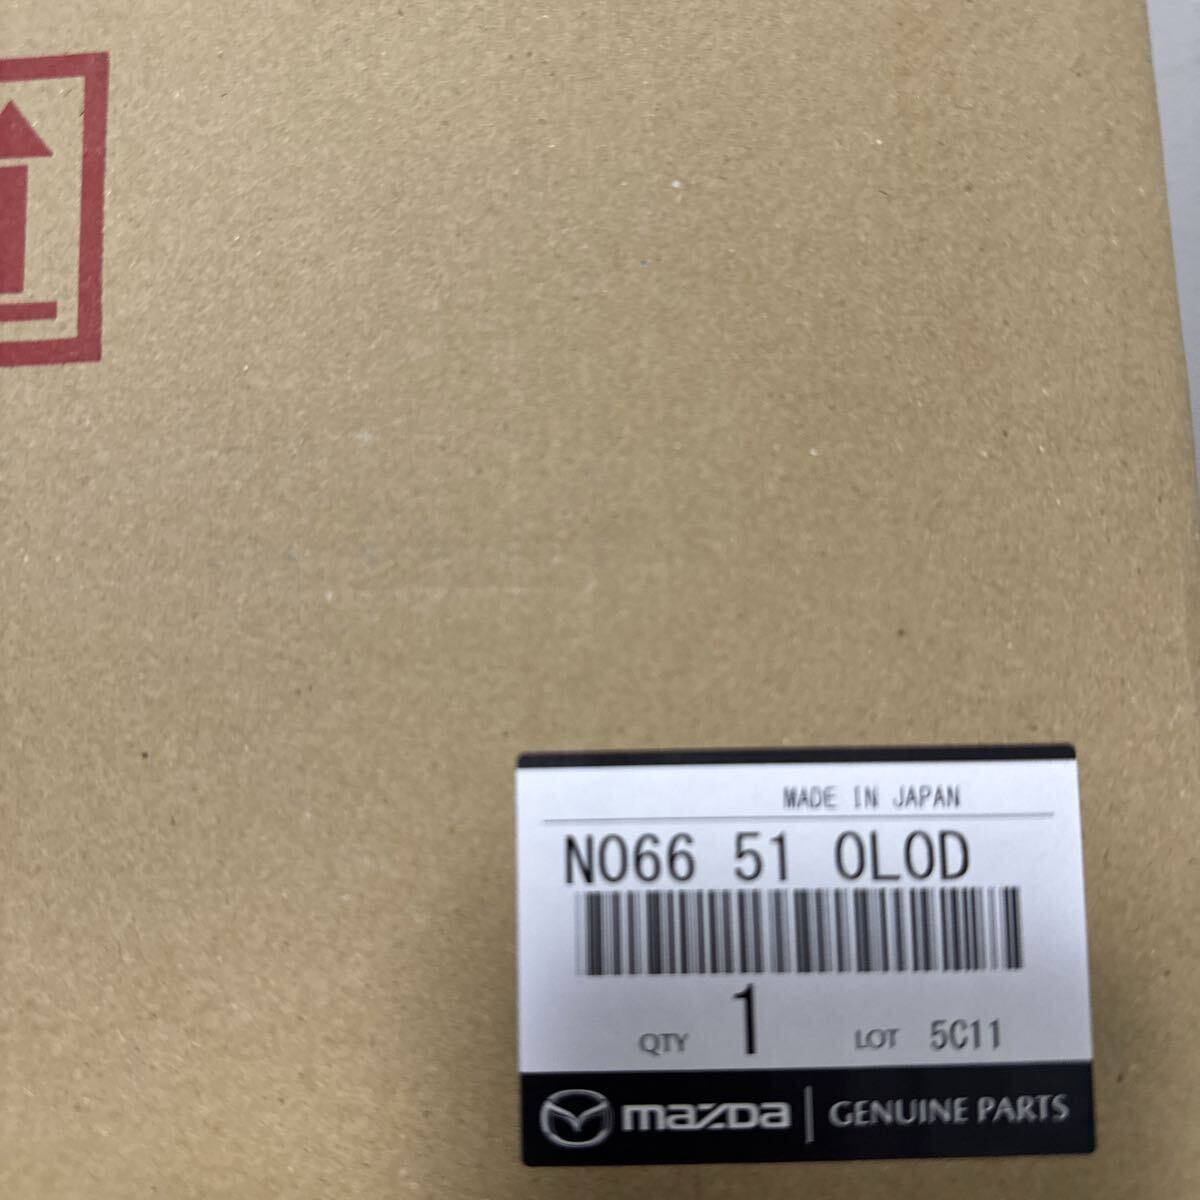 MADE IN JAPAN
N066 51 0L0D
QTY 1 LOT 5C11
mazda | GENUINE PARTS